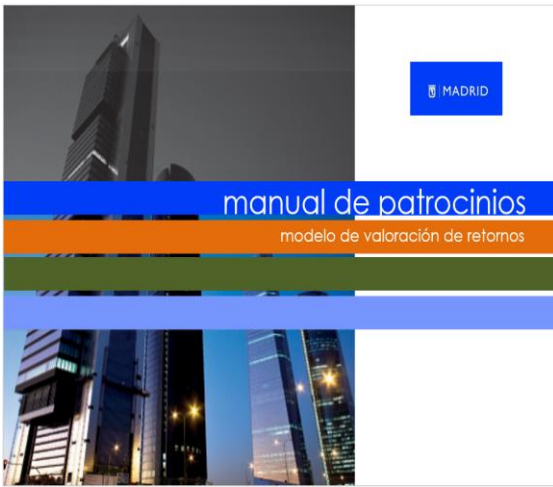 MADRID
manual de patrocinios
modelo de valoración de retornos